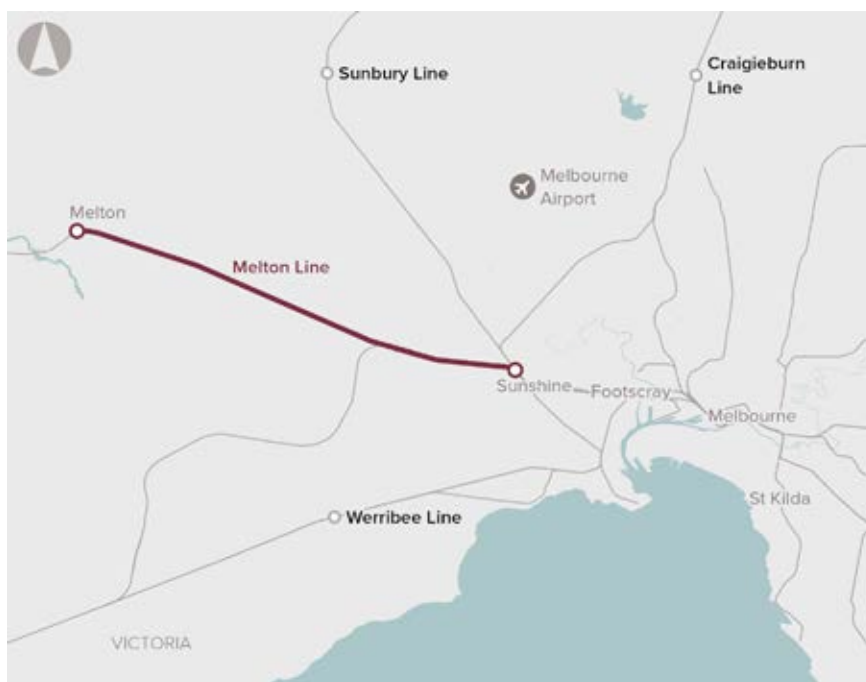 Sunbury Line
Craigieburn
Line
Melbourne
Airport
Melton
Melton Line
Sunshine
Footscray
Melbourne
St Kilda
Werribee Line
VICTORIA